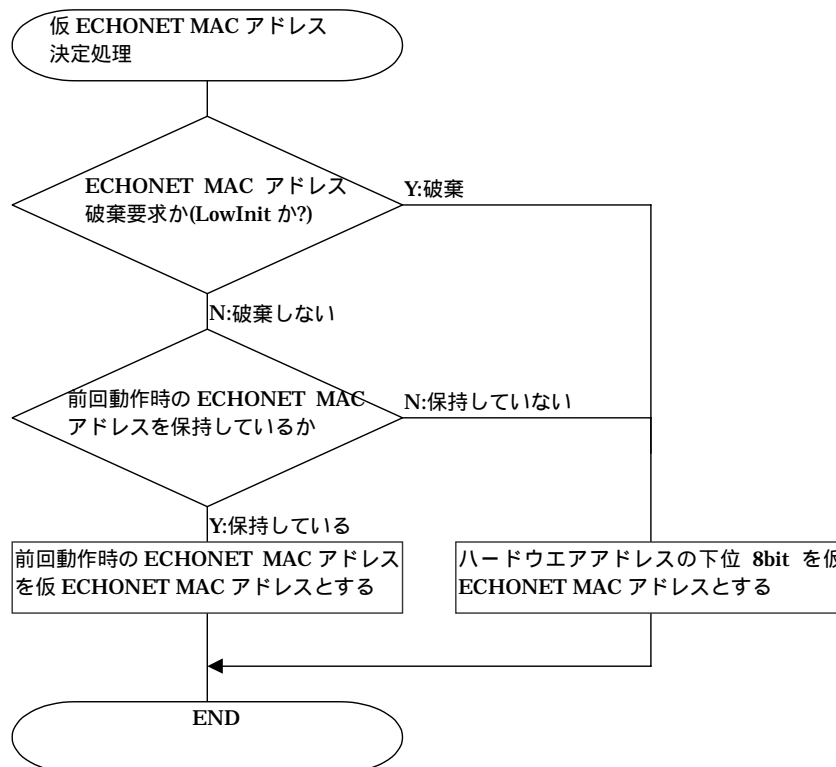 仮 ECHONET MAC アドレス
決定処理
ECHONET MAC アドレス
破棄要求か(LowInit か?)
Y:破棄
N:破棄しない
前回動作時の ECHONET MAC
アドレスを保持しているか
N:保持していない
Y:保持している
前回動作時の ECHONET MAC アドレス
を仮 ECHONET MAC アドレスとする
ハードウエアアドレスの下位 8bit を仮
ECHONET MAC アドレスとする
END